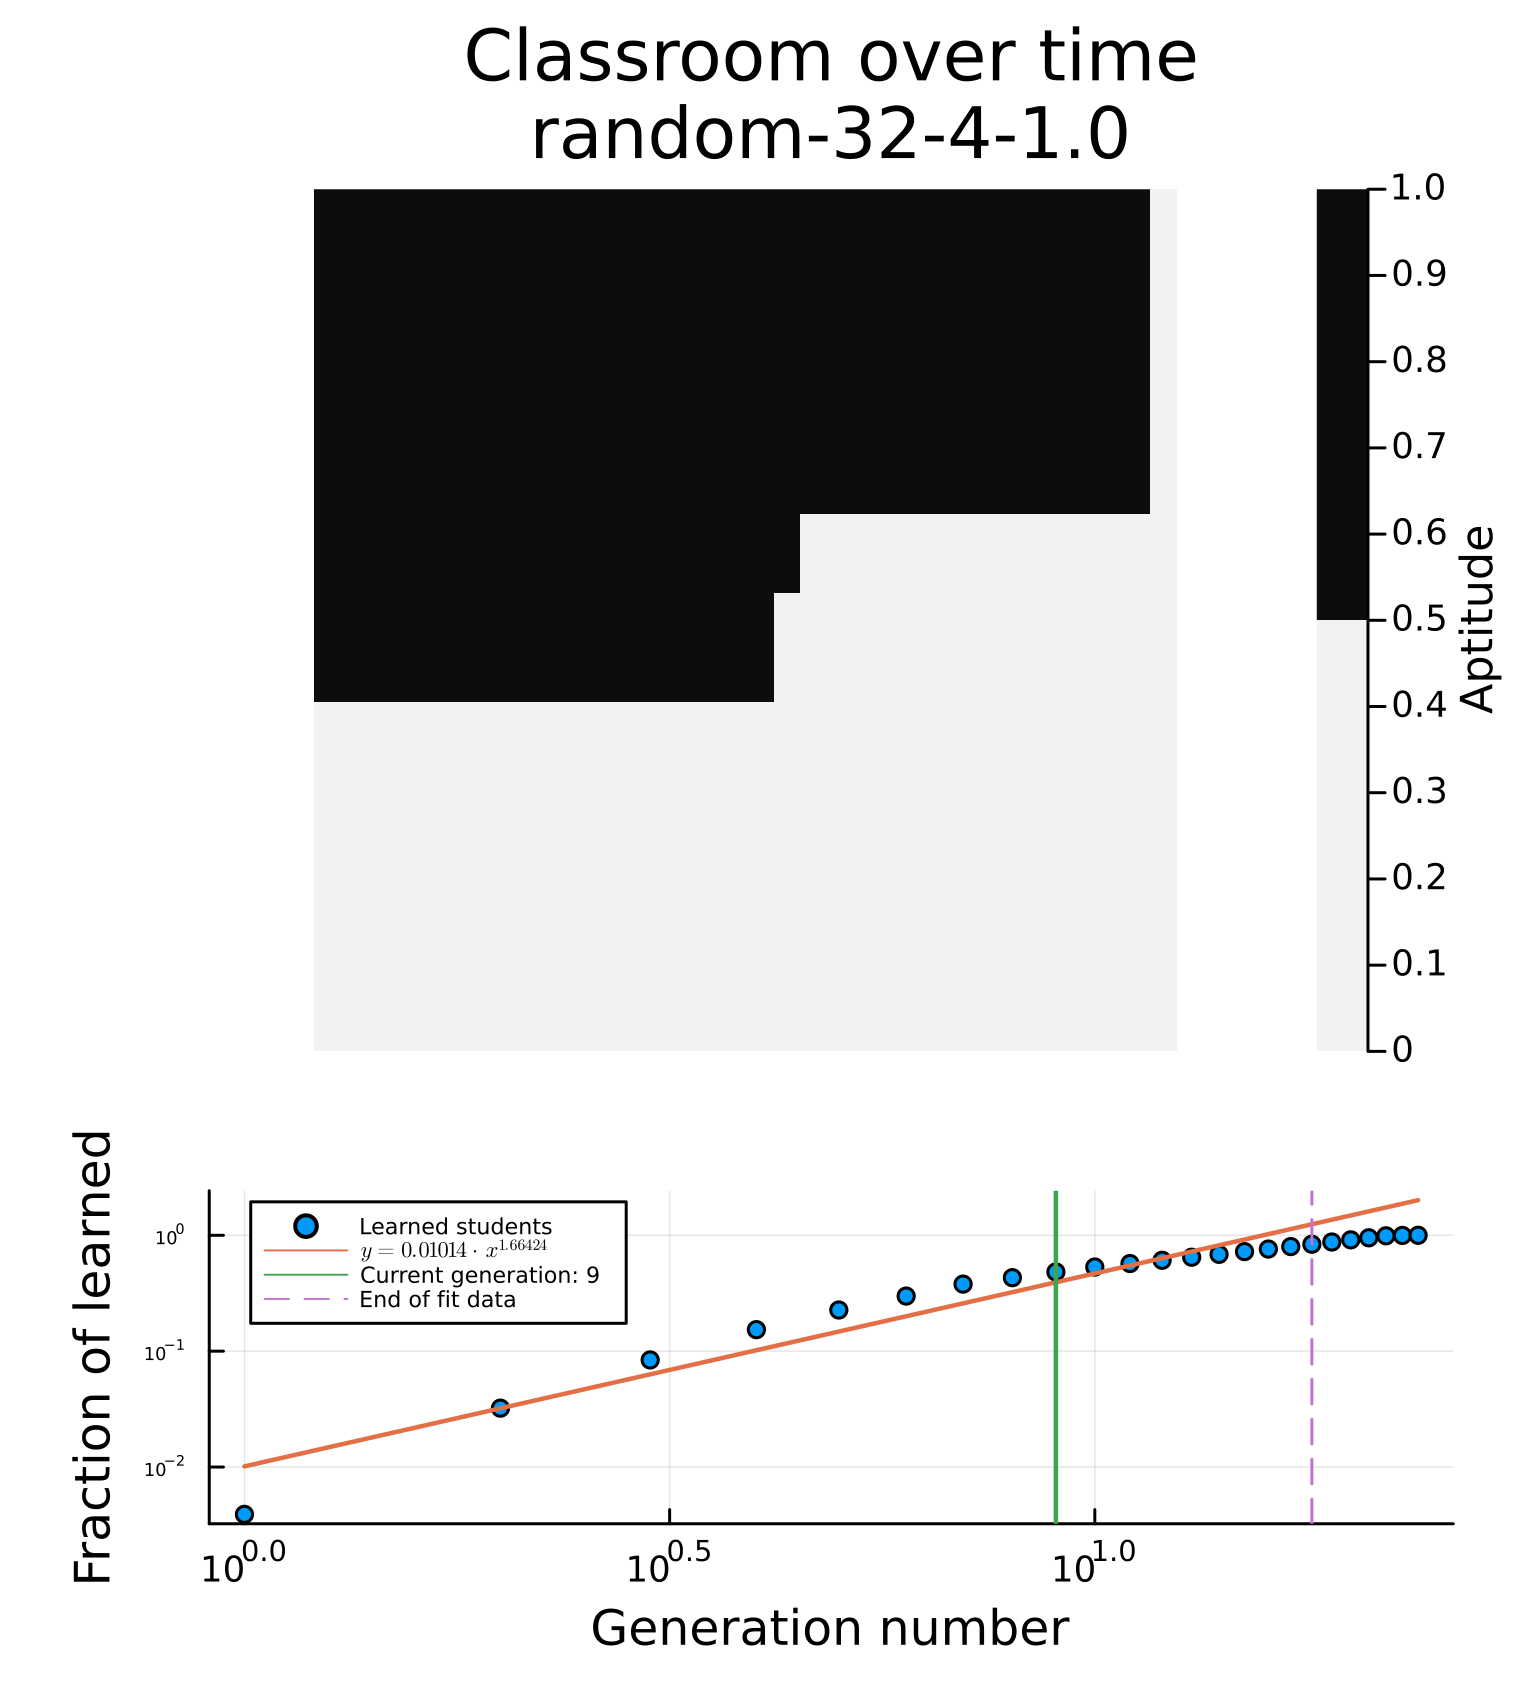 Classroom over time
random-32-4-1.0
1.0
0.9
0.8
0.7
0.6
0.5
0.4
0.3
0.2
0.1
0
Aptitude
Fraction of learned
10⁰
10⁻¹
10⁻²
Learned students
y = 0.01014 · x^1.66424
Current generation: 9
End of fit data
10^0.0
10^0.5
10^1.0
Generation number